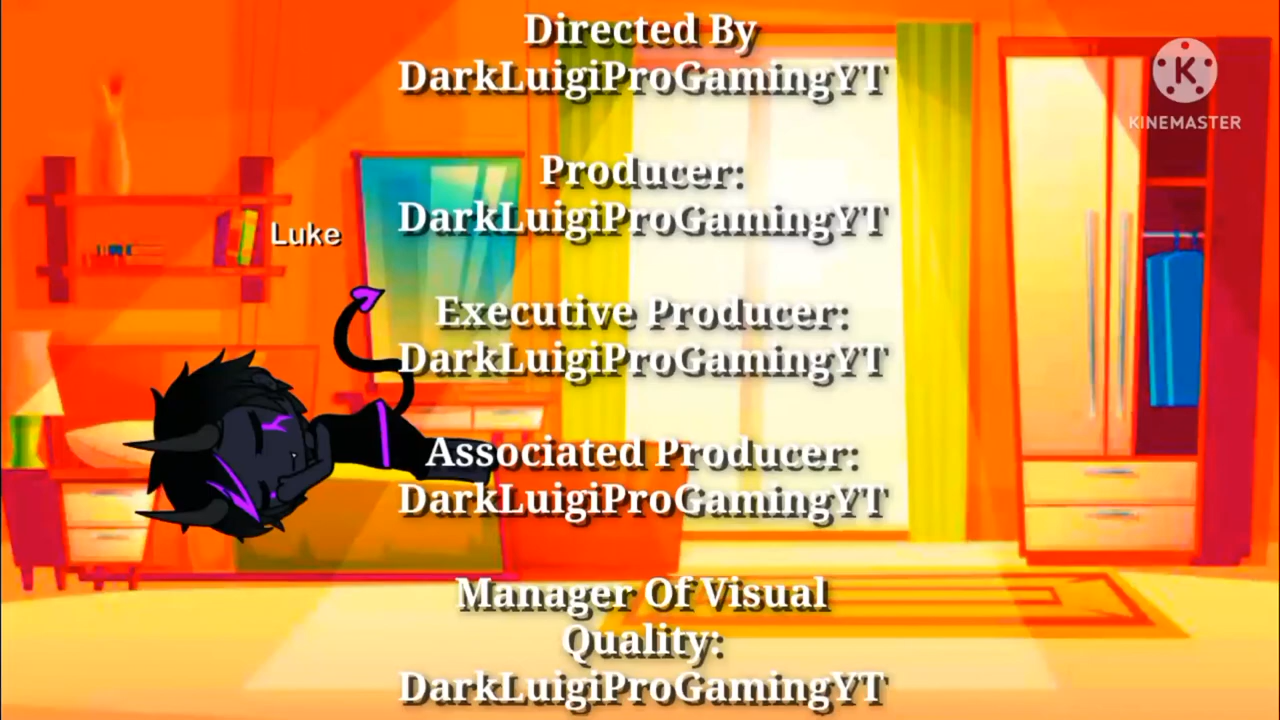 Directed By
DarkLuigiProGamingYT
K
KINEMASTER
Producer:
DarkLuigiProGamingYT
Luke
Executive Producer:
DarkLuigiProGamingYT
Associated Producer:
DarkLuigiProGamingYT
Manager Of Visual
Quality:
DarkLuigiProGamingYT